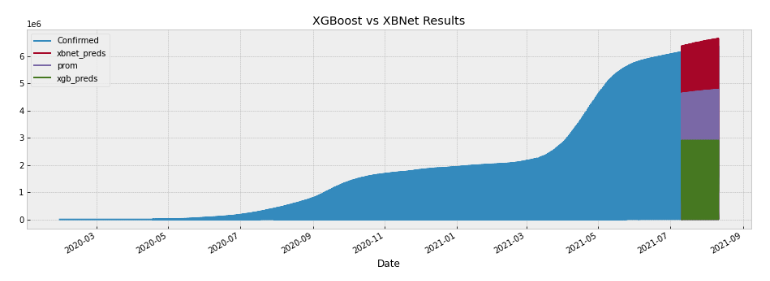 XGBoost vs XBNet Results
1e6
Confirmed
xbnet_preds
prom
xgb_preds
6
5
4
3
2
1
0
2020-03
2020-05
2020-07
2020-09
2020-11
2021-01
2021-03
2021-05
2021-07
2021-09
Date